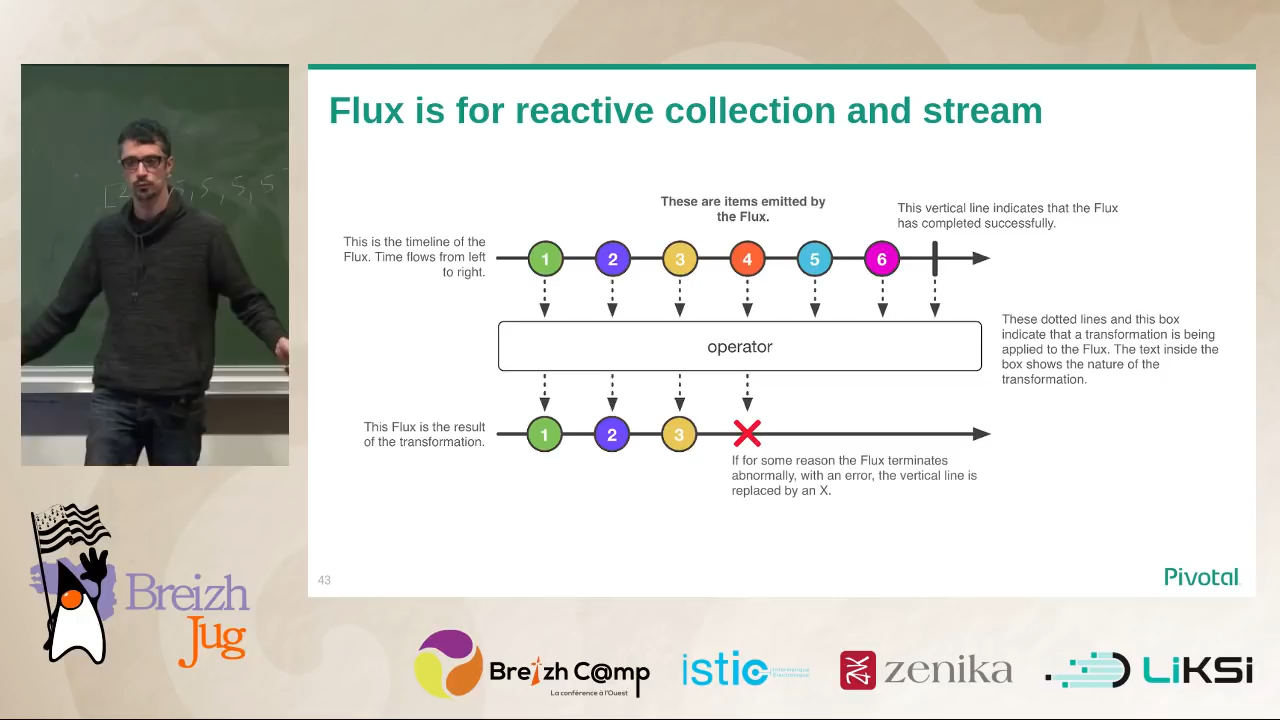 Flux is for reactive collection and stream
These are items emitted by
the Flux.
This vertical line indicates that the Flux
has completed successfully.
This is the timeline of the
Flux. Time flows from left
to right.
1 2 3 4 5 6
These dotted lines and this box
indicate that a transformation is being
applied to the Flux. The text inside the
box shows the nature of the
transformation.
operator
This Flux is the result
of the transformation.
1 2 3
If for some reason the Flux terminates
abnormally, with an error, the vertical line is
replaced by an X.
43
Pivotal
Breizh
Jug
Breizh C@mp
La conférence à l'Ouest
istic
Informatique
Électronique
zenika
LiKSi